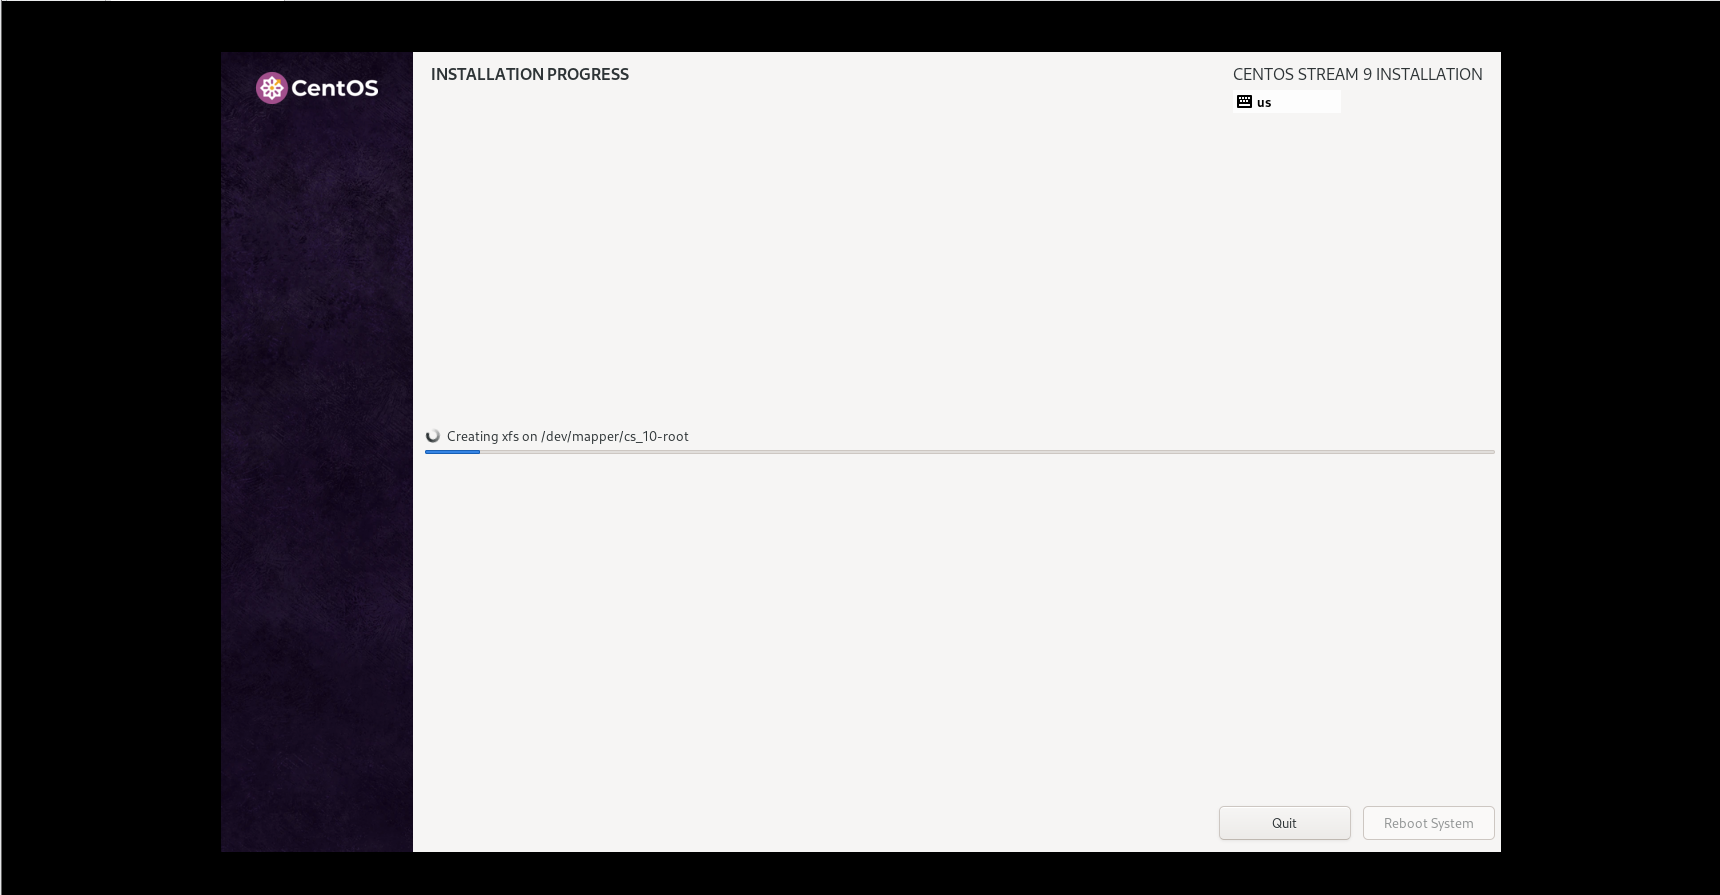 CentOS
INSTALLATION PROGRESS
CENTOS STREAM 9 INSTALLATION
us
Creating xfs on /dev/mapper/cs_10-root
Quit
Reboot System